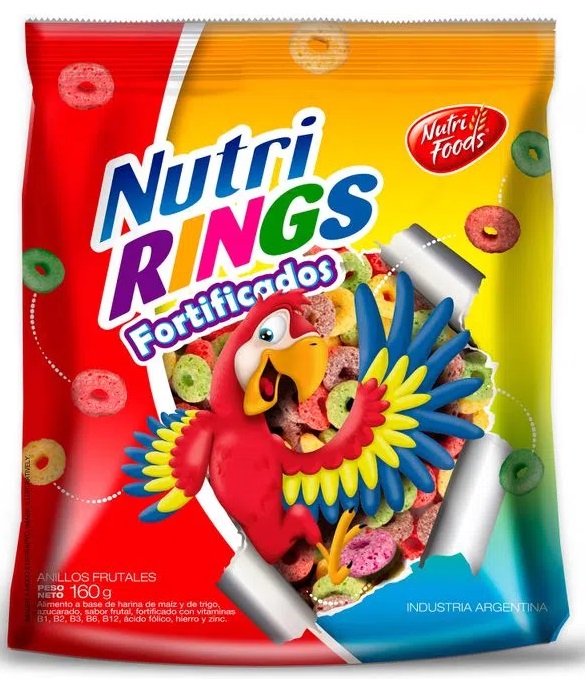 Nutri
RINGS
Fortificados
Nutri
Foods
ANILLOS FRUTALES
PESO
NETO 160g
Alimento a base de harina de maíz y de trigo,
azucarado, sabor frutal, fortificado con vitaminas
B1, B2, B3, B6, B12, ácido fólico, hierro y zinc.
INDUSTRIA ARGENTINA